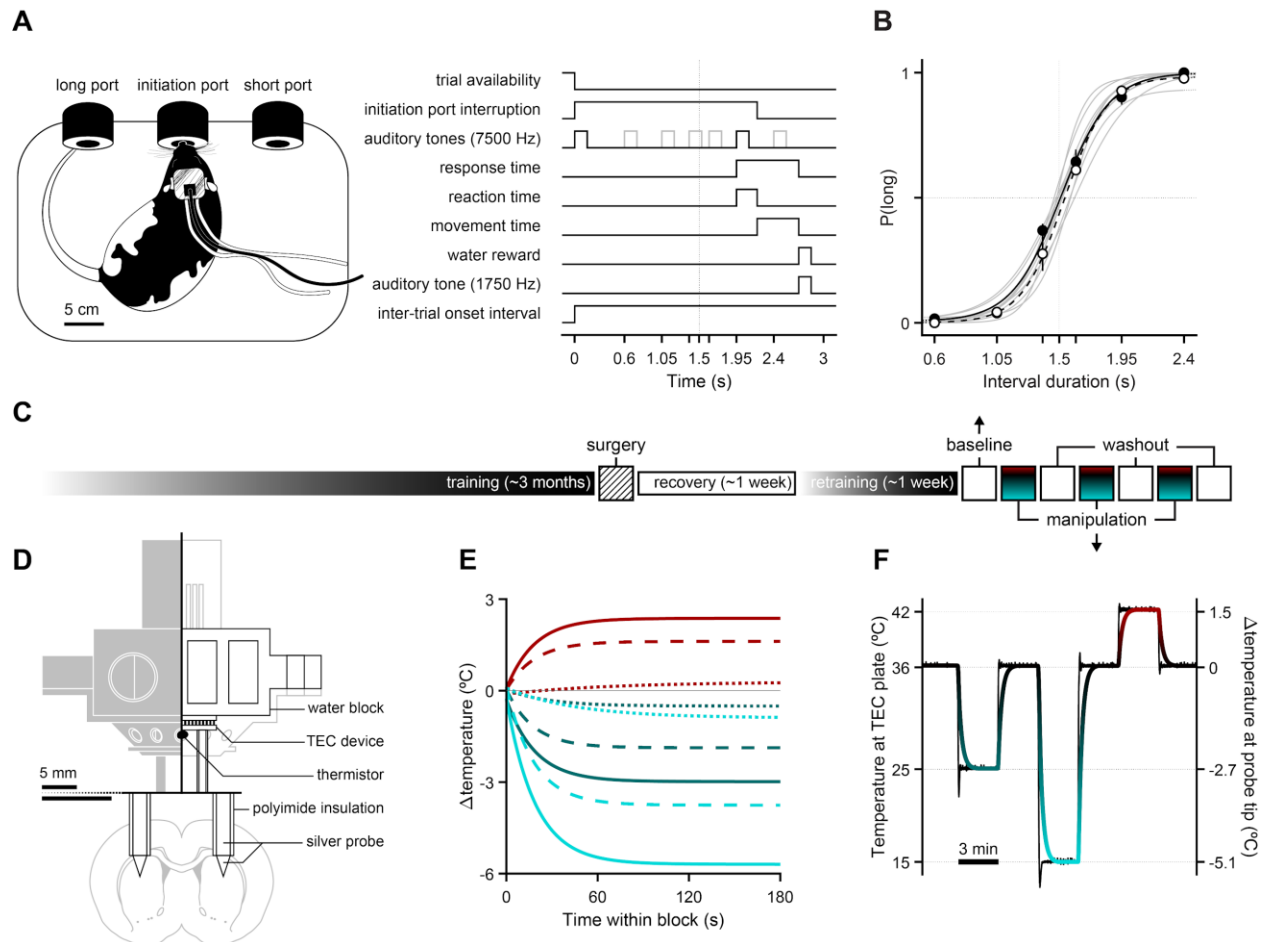 A
long port
initiation port
short port
5 cm
trial availability
initiation port interruption
auditory tones (7500 Hz)
response time
reaction time
movement time
water reward
auditory tone (1750 Hz)
inter-trial onset interval
0 0.6 1.05 1.5 1.95 2.4 3
Time (s)
B
1
P(long)
0
0.6 1.05 1.5 1.95 2.4
Interval duration (s)
C
training (~3 months)
surgery
recovery (~1 week)
retraining (~1 week)
baseline
washout
manipulation
D
water block
TEC device
thermistor
5 mm
polyimide insulation
silver probe
E
3
0
-3
-6
Δtemperature (ºC)
0 60 120 180
Time within block (s)
F
Temperature at TEC plate (ºC)
42
36
25
15
3 min
1.5
0
-2.7
-5.1
Δtemperature at probe tip (ºC)